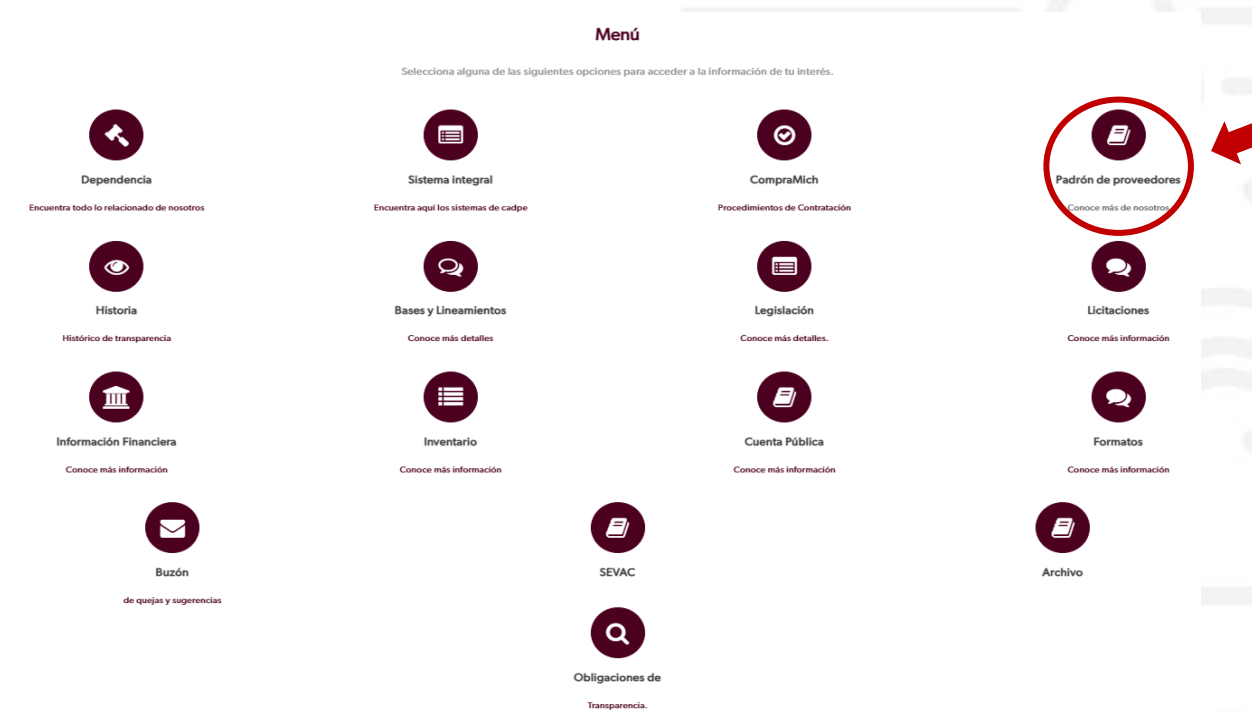 Menú
Selecciona alguna de las siguientes opciones para acceder a la información de tu interés.
Dependencia
Encuentra todo lo relacionado de nosotros
Sistema integral
Encuentra aquí los sistemas de cadpe
CompraMich
Procedimientos de Contratación
Padrón de proveedores
Conoce más de nosotros
Historia
Histórico de transparencia
Bases y Lineamientos
Conoce más detalles
Legislación
Conoce más detalles.
Licitaciones
Conoce más información
Información Financiera
Conoce más información
Inventario
Conoce más información
Cuenta Pública
Conoce más información
Formatos
Conoce más información
Buzón
de quejas y sugerencias
SEVAC
Archivo
Obligaciones de
Transparencia.